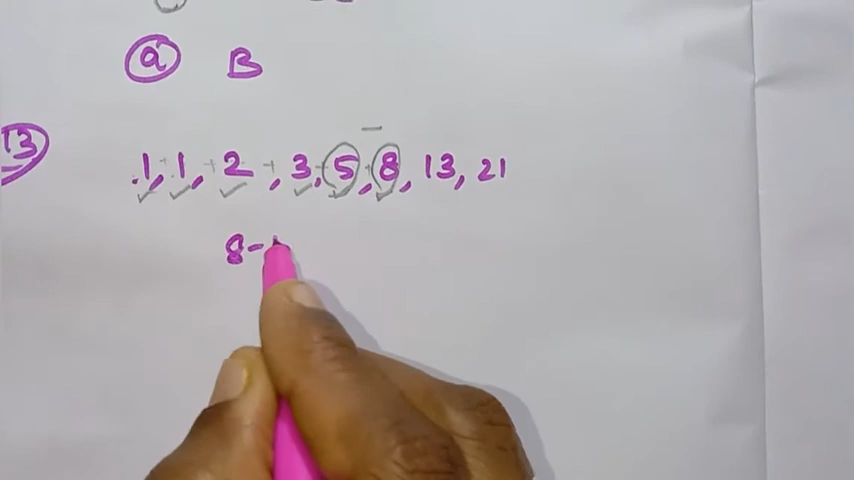 a B
13
1, 1, 2, 3, 5, 8, 13, 21
8-